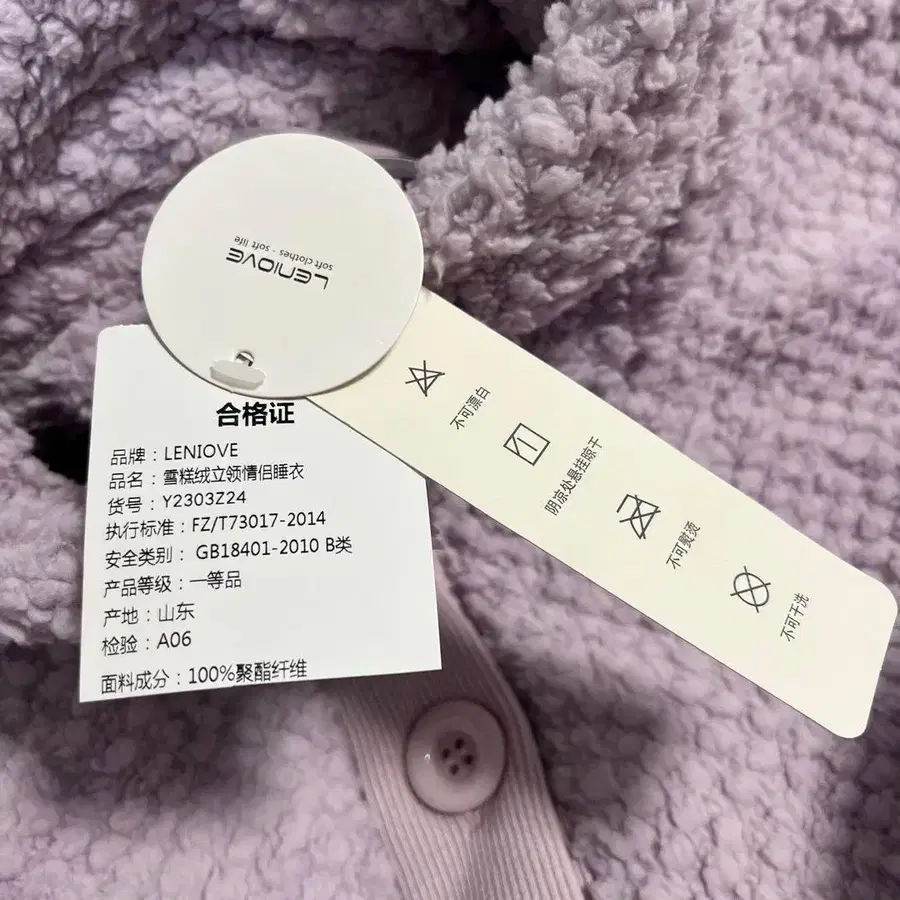 LENIOVE
soft clothes - soft life
合格证
品牌：LENIOVE
品名：雪糕绒立领情侣睡衣
货号：Y2303Z24
执行标准：FZ/T73017-2014
安全类别： GB18401-2010 B类
产品等级：一等品
产地：山东
检验：A06
面料成分：100%聚酯纤维
不可漂白
阴凉处悬挂晾干
不可熨烫
不可干洗